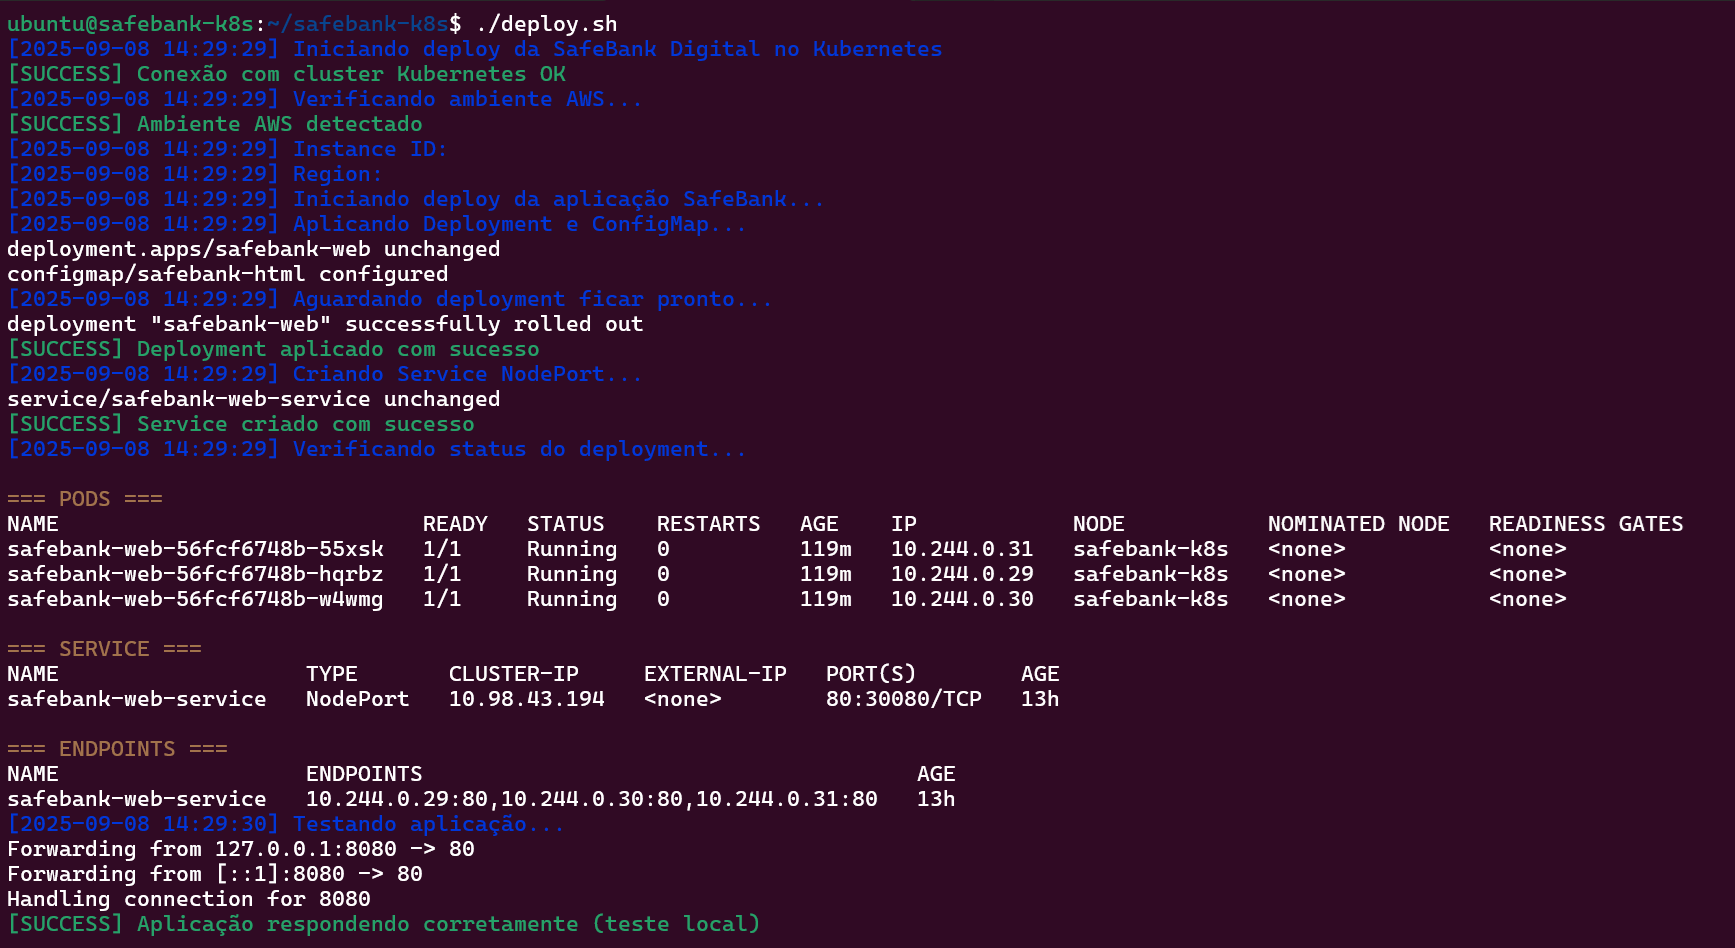 ubuntu@safebank-k8s:~/safebank-k8s$ ./deploy.sh
[2025-09-08 14:29:29] Iniciando deploy da SafeBank Digital no Kubernetes
[SUCCESS] Conexão com cluster Kubernetes OK
[2025-09-08 14:29:29] Verificando ambiente AWS...
[SUCCESS] Ambiente AWS detectado
[2025-09-08 14:29:29] Instance ID:
[2025-09-08 14:29:29] Region:
[2025-09-08 14:29:29] Iniciando deploy da aplicação SafeBank...
[2025-09-08 14:29:29] Aplicando Deployment e ConfigMap...
deployment.apps/safebank-web unchanged
configmap/safebank-html configured
[2025-09-08 14:29:29] Aguardando deployment ficar pronto...
deployment "safebank-web" successfully rolled out
[SUCCESS] Deployment aplicado com sucesso
[2025-09-08 14:29:29] Criando Service NodePort...
service/safebank-web-service unchanged
[SUCCESS] Service criado com sucesso
[2025-09-08 14:29:29] Verificando status do deployment...
=== PODS ===
NAME READY STATUS RESTARTS AGE IP NODE NOMINATED NODE READINESS GATES
safebank-web-56fcf6748b-55xsk 1/1 Running 0 119m 10.244.0.31 safebank-k8s <none> <none>
safebank-web-56fcf6748b-hqrbz 1/1 Running 0 119m 10.244.0.29 safebank-k8s <none> <none>
safebank-web-56fcf6748b-w4wmg 1/1 Running 0 119m 10.244.0.30 safebank-k8s <none> <none>
=== SERVICE ===
NAME TYPE CLUSTER-IP EXTERNAL-IP PORT(S) AGE
safebank-web-service NodePort 10.98.43.194 <none> 80:30080/TCP 13h
=== ENDPOINTS ===
NAME ENDPOINTS AGE
safebank-web-service 10.244.0.29:80,10.244.0.30:80,10.244.0.31:80 13h
[2025-09-08 14:29:30] Testando aplicação...
Forwarding from 127.0.0.1:8080 -> 80
Forwarding from [::1]:8080 -> 80
Handling connection for 8080
[SUCCESS] Aplicação respondendo corretamente (teste local)